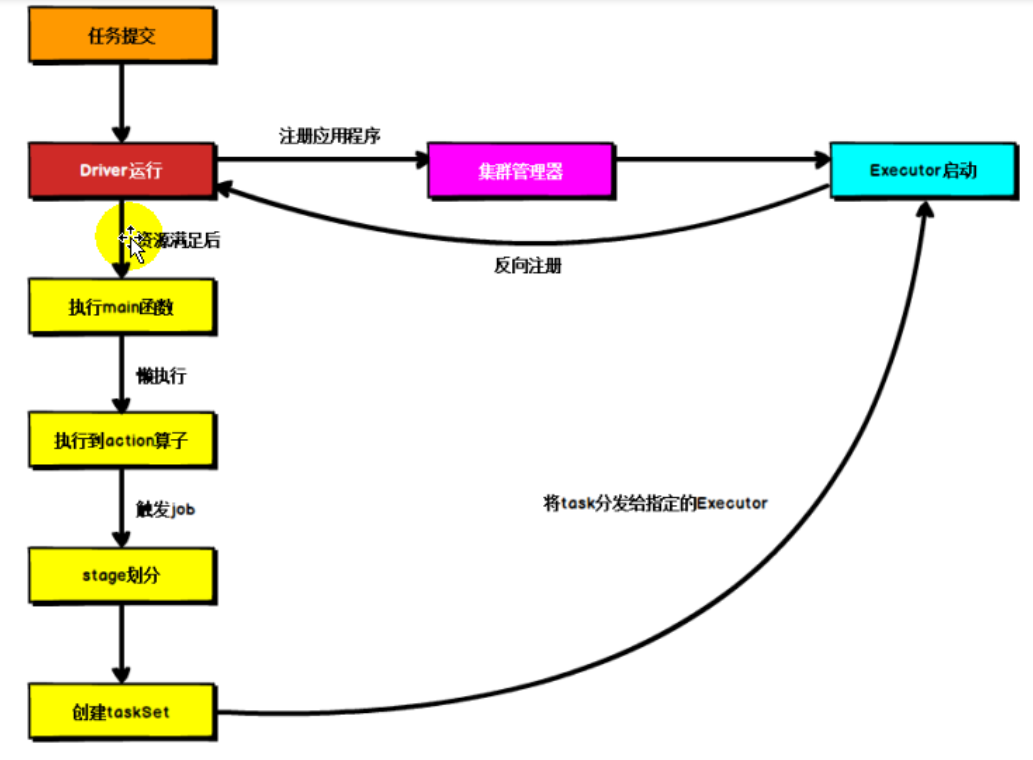 任务提交
注册应用程序
Driver运行
集群管理器
Executor启动
资源满足后
反向注册
执行main函数
懒执行
执行到action算子
触发job
将task分发给指定的Executor
stage划分
创建taskSet